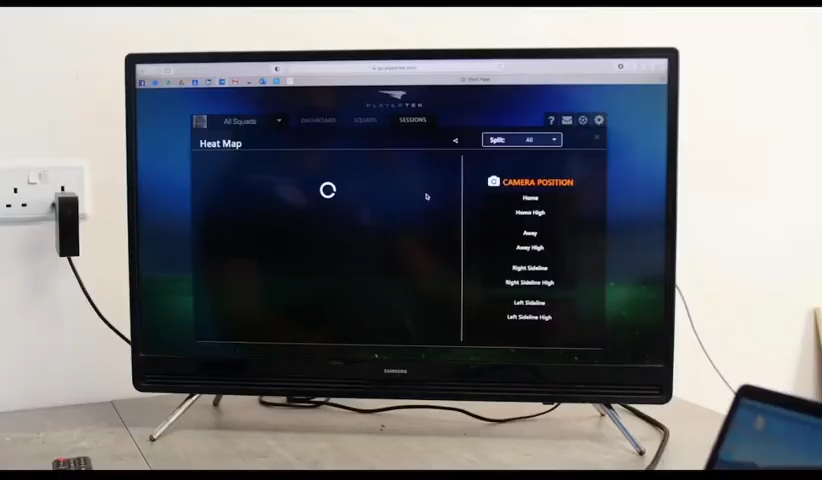 PLAYERTEK
All Squads
DASHBOARD
SQUADS
SESSIONS
?
Heat Map
Split: All
CAMERA POSITION
Home
Home High
Away
Away High
Right Sideline
Right Sideline High
Left Sideline
Left Sideline High
SAMSUNG